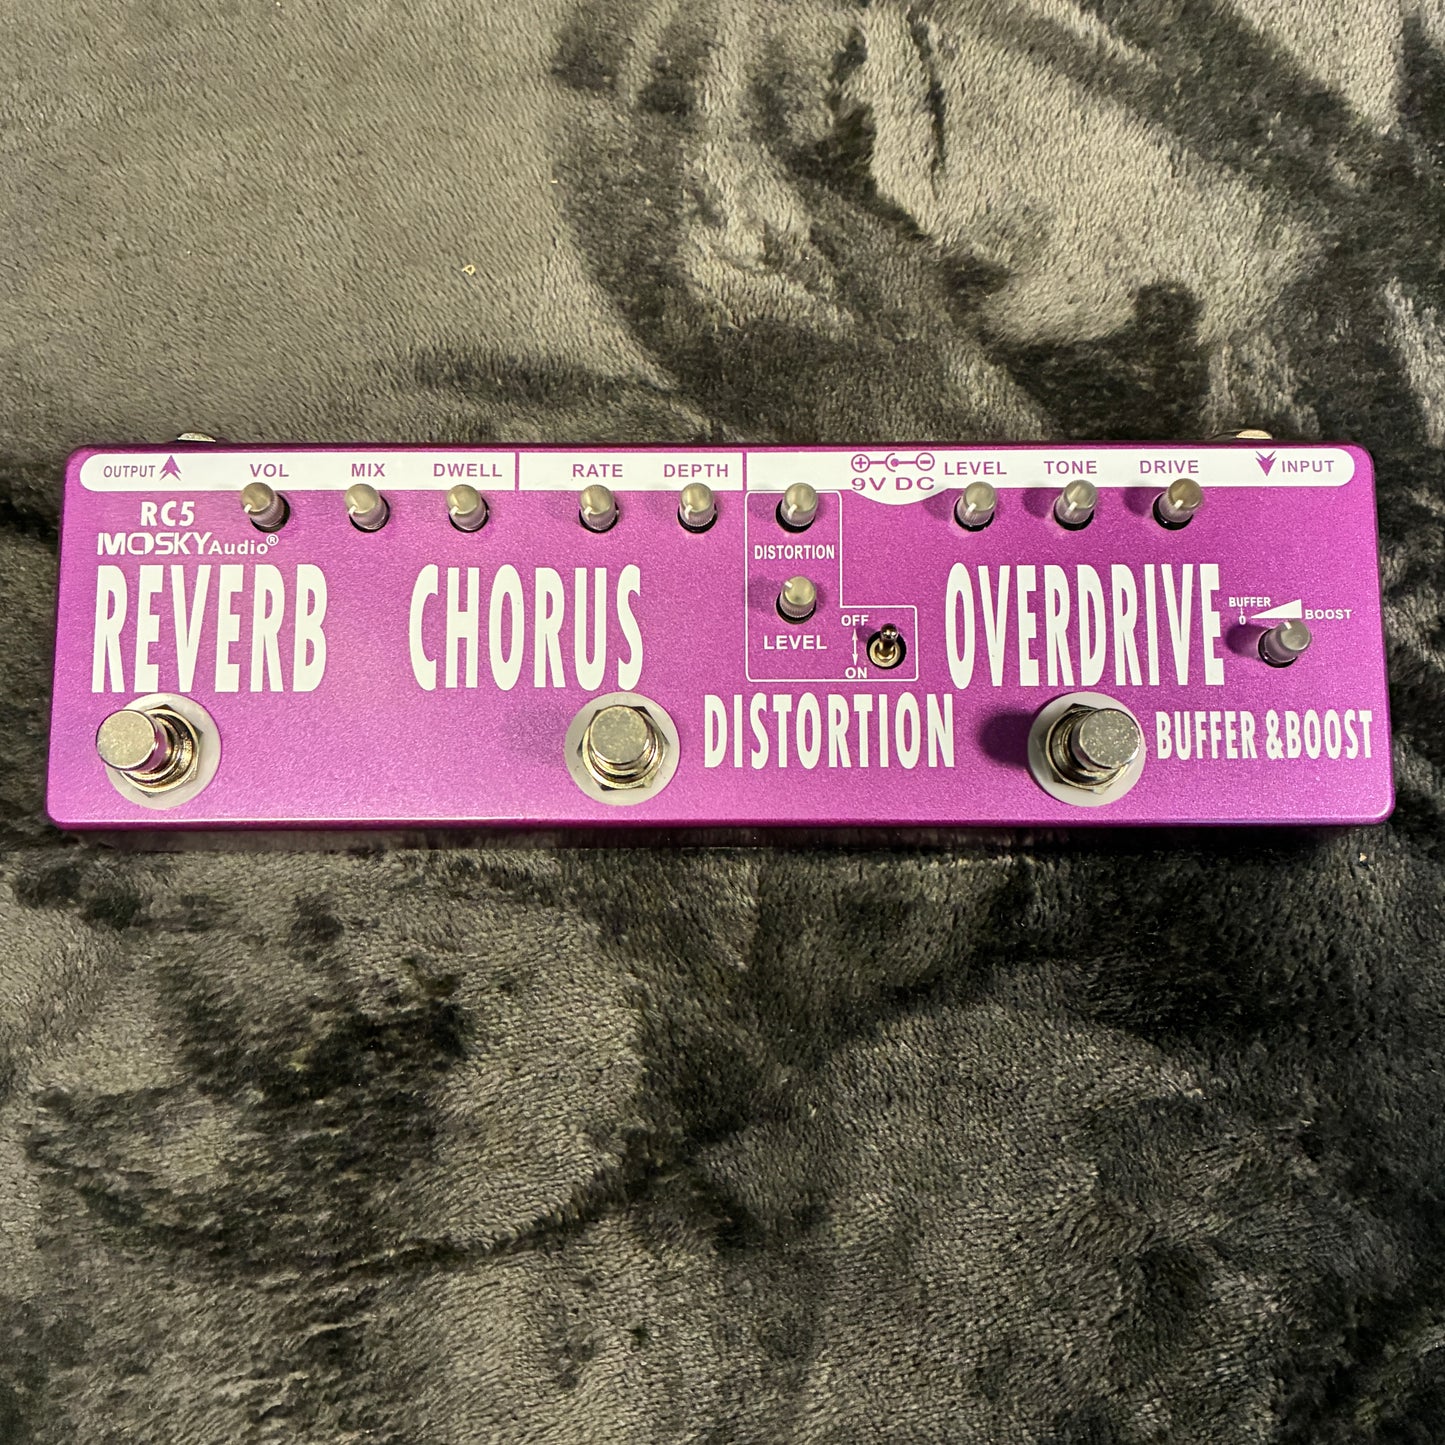 OUTPUT VOL MIX DWELL RATE DEPTH 9V DC LEVEL TONE DRIVE INPUT
RC5
MOSKYAudio®
REVERB
CHORUS
DISTORTION
LEVEL
OFF
ON
DISTORTION
OVERDRIVE
BUFFER
0
BOOST
BUFFER &BOOST